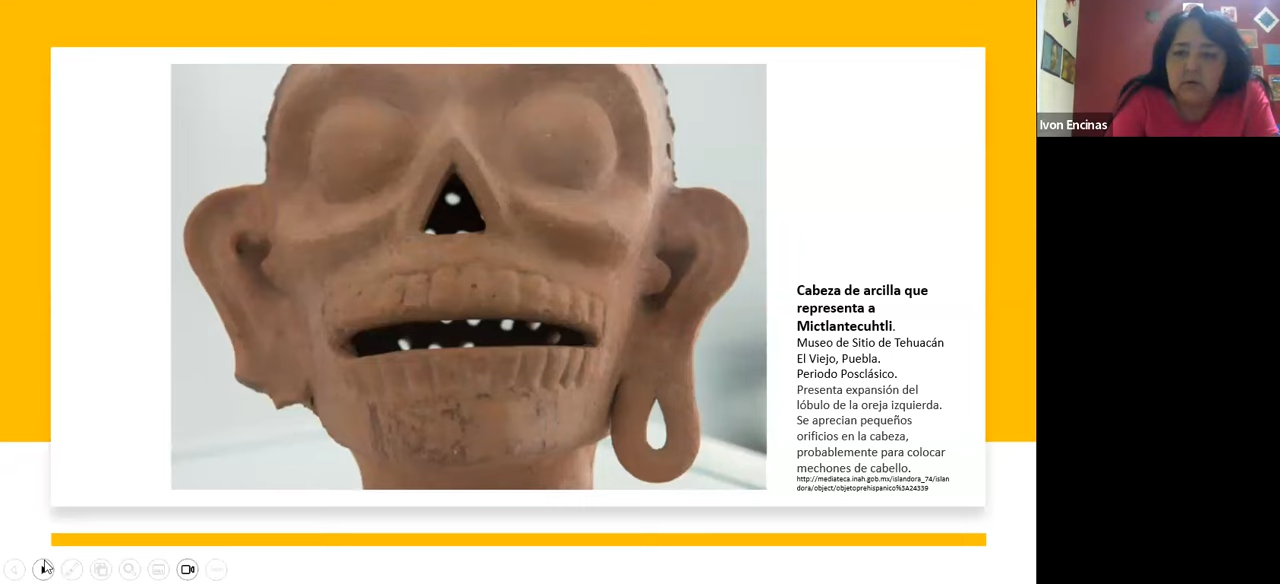 Cabeza de arcilla que
representa a
Mictlantecuhtli.
Museo de Sitio de Tehuacán
El Viejo, Puebla.
Periodo Posclásico.
Presenta expansión del
lóbulo de la oreja izquierda.
Se aprecian pequeños
orificios en la cabeza,
probablemente para colocar
mechones de cabello.
http://mediateca.inah.gob.mx/islandora_74/islan
dora/object/objetoprehispanico%3A24339
Ivon Encinas